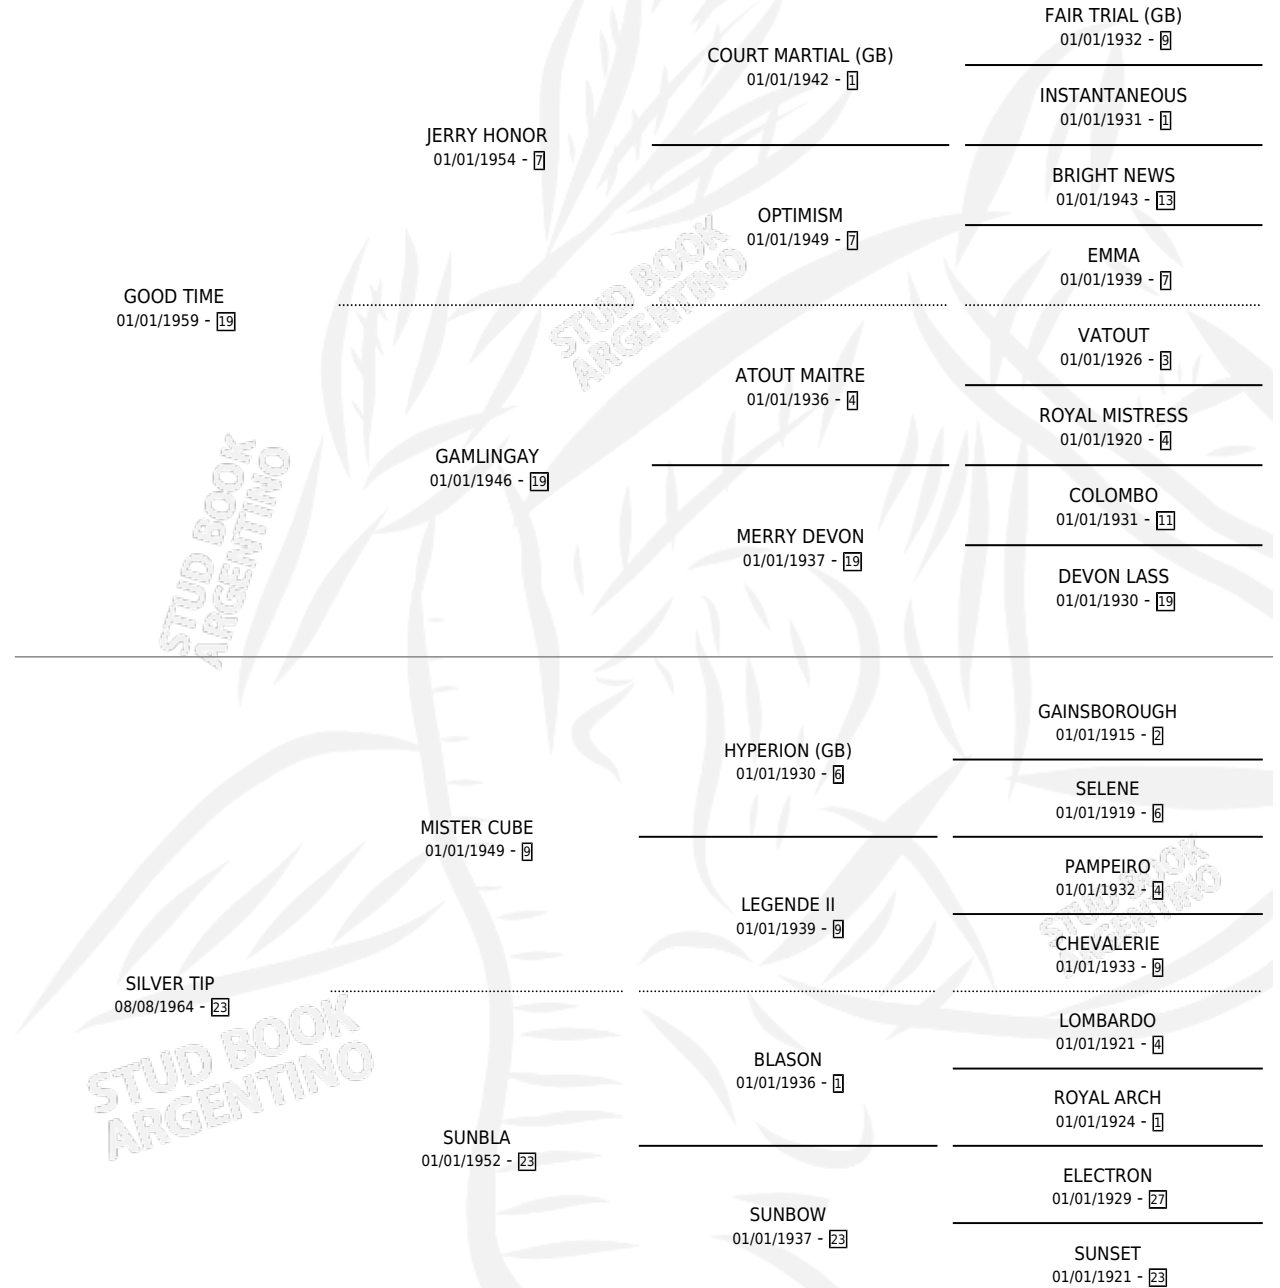 FAIR TRIAL (GB)
01/01/1932 - 9
COURT MARTIAL (GB)
01/01/1942 - 1
INSTANTANEOUS
01/01/1931 - 1
JERRY HONOR
01/01/1954 - 7
BRIGHT NEWS
01/01/1943 - 13
OPTIMISM
01/01/1949 - 7
EMMA
01/01/1939 - 7
GOOD TIME
01/01/1959 - 19
VATOUT
01/01/1926 - 3
ATOUT MAITRE
01/01/1936 - 4
ROYAL MISTRESS
01/01/1920 - 4
GAMLINGAY
01/01/1946 - 19
COLOMBO
01/01/1931 - 11
MERRY DEVON
01/01/1937 - 19
DEVON LASS
01/01/1930 - 19
GAINSBOROUGH
01/01/1915 - 2
HYPERION (GB)
01/01/1930 - 6
SELENE
01/01/1919 - 6
MISTER CUBE
01/01/1949 - 9
PAMPEIRO
01/01/1932 - 4
LEGENDE II
01/01/1939 - 9
CHEVALERIE
01/01/1933 - 9
SILVER TIP
08/08/1964 - 23
LOMBARDO
01/01/1921 - 4
BLASON
01/01/1936 - 1
ROYAL ARCH
01/01/1924 - 1
SUNBLA
01/01/1952 - 23
ELECTRON
01/01/1929 - 27
SUNBOW
01/01/1937 - 23
SUNSET
01/01/1921 - 23
STUD BOOK
ARGENTINO
STUD BOOK
ARGENTINO
STUD BOOK
ARGENTINO
STUD BOOK
ARGENTINO